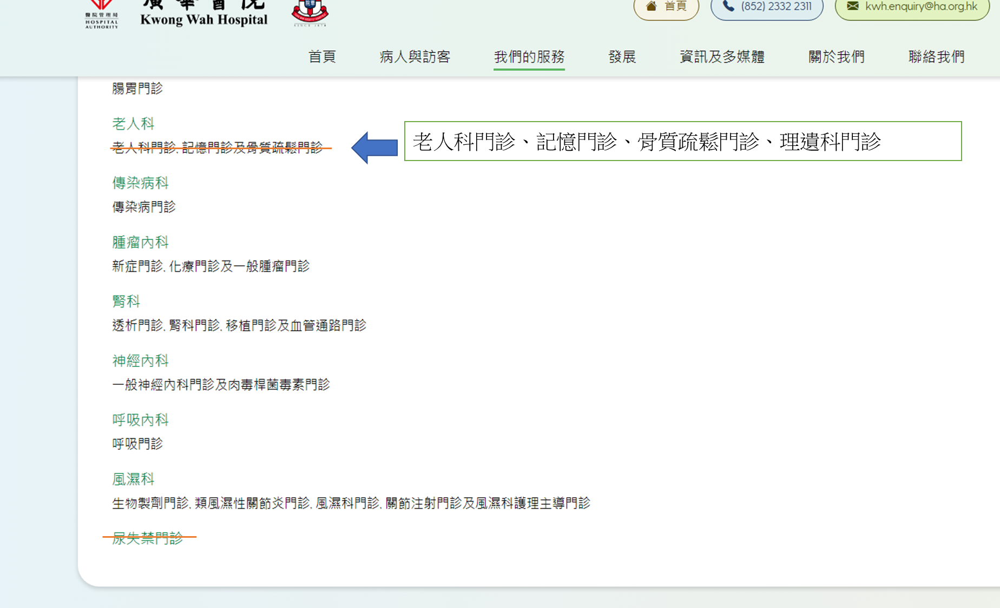 醫院管理局
HOSPITAL
AUTHORITY
廣華醫院
Kwong Wah Hospital
SINCE 1870
首頁
(852) 2332 2311
kwh.enquiry@ha.org.hk
首頁
病人與訪客
我們的服務
發展
資訊及多媒體
關於我們
聯絡我們
腸胃門診
老人科
老人科門診, 記憶門診及骨質疏鬆門診
老人科門診、記憶門診、骨質疏鬆門診、理遺科門診
傳染病科
傳染病門診
腫瘤內科
新症門診, 化療門診及一般腫瘤門診
腎科
透析門診, 腎科門診, 移植門診及血管通路門診
神經內科
一般神經內科門診及肉毒桿菌毒素門診
呼吸內科
呼吸門診
風濕科
生物製劑門診, 類風濕性關節炎門診, 風濕科門診, 關節注射門診及風濕科護理主導門診
尿失禁門診